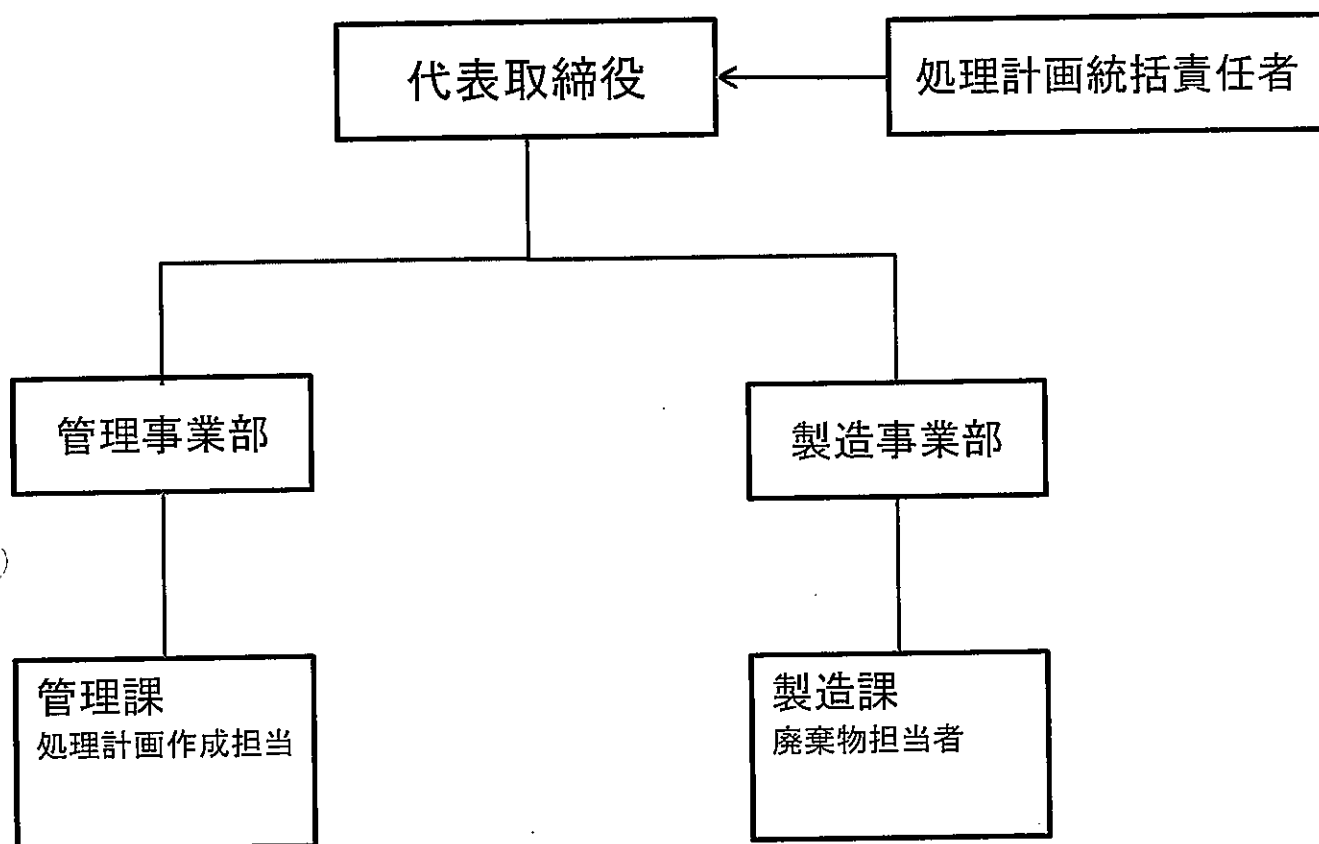 代表取締役
処理計画統括責任者
管理事業部
製造事業部
管理課
処理計画作成担当
製造課
廃棄物担当者